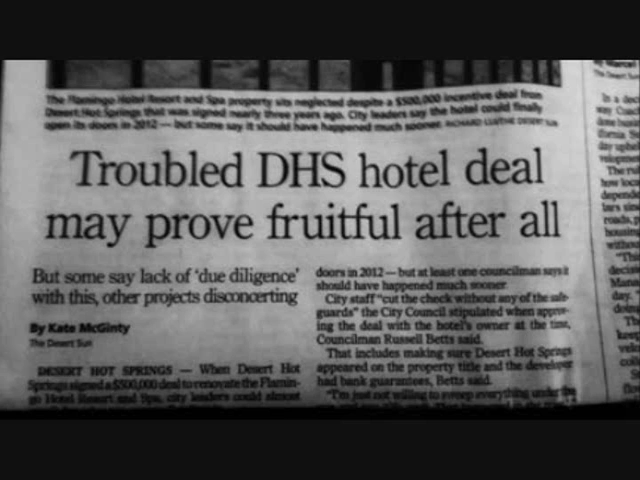 The Flamingo Hotel Resort and Spa property sits neglected despite a $500,000 incentive deal from
Desert Hot Springs that was signed nearly three years ago. City leaders say the hotel could finally
open its doors in 2012 — but some say it should have happened much sooner.
Troubled DHS hotel deal
may prove fruitful after all
But some say lack of ‘due diligence’
with this, other projects disconcerting
By Kate McGinty
The Desert Sun
DESERT HOT SPRINGS — When Desert Hot
Springs signed a $500,000 deal to renovate the Flamin-
go Hotel Resort and Spa, city leaders could almost
doors in 2012 — but at least one councilman says it
should have happened much sooner.
City staff “cut the check without any of the safe-
guards” the City Council stipulated when approv-
ing the deal with the hotel's owner at the time,
Councilman Russell Betts said.
That includes making sure Desert Hot Springs
appeared on the property title and the developer
had bank guarantees, Betts said.
“I'm just not willing to sweep everything under the